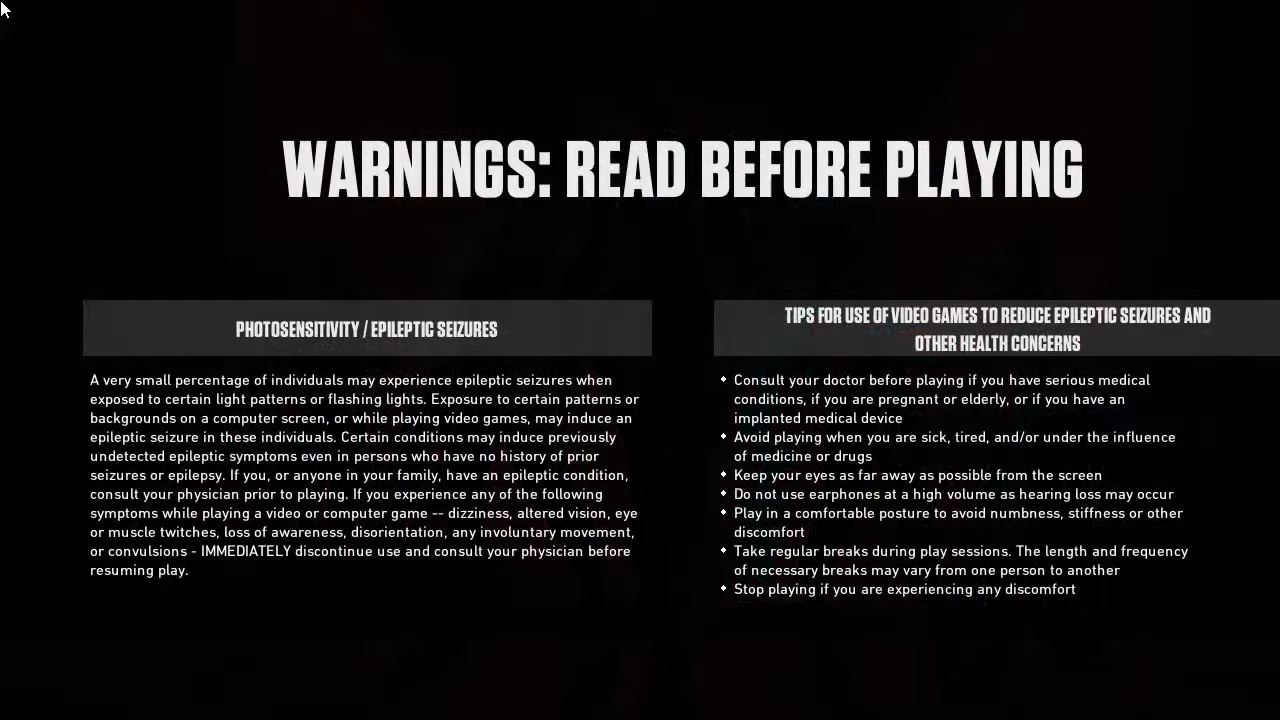 WARNINGS: READ BEFORE PLAYING
PHOTOSENSITIVITY / EPILEPTIC SEIZURES
A very small percentage of individuals may experience epileptic seizures when
exposed to certain light patterns or flashing lights. Exposure to certain patterns or
backgrounds on a computer screen, or while playing video games, may induce an
epileptic seizure in these individuals. Certain conditions may induce previously
undetected epileptic symptoms even in persons who have no history of prior
seizures or epilepsy. If you, or anyone in your family, have an epileptic condition,
consult your physician prior to playing. If you experience any of the following
symptoms while playing a video or computer game -- dizziness, altered vision, eye
or muscle twitches, loss of awareness, disorientation, any involuntary movement,
or convulsions - IMMEDIATELY discontinue use and consult your physician before
resuming play.
TIPS FOR USE OF VIDEO GAMES TO REDUCE EPILEPTIC SEIZURES AND
OTHER HEALTH CONCERNS
Consult your doctor before playing if you have serious medical
conditions, if you are pregnant or elderly, or if you have an
implanted medical device
Avoid playing when you are sick, tired, and/or under the influence
of medicine or drugs
Keep your eyes as far away as possible from the screen
Do not use earphones at a high volume as hearing loss may occur
Play in a comfortable posture to avoid numbness, stiffness or other
discomfort
Take regular breaks during play sessions. The length and frequency
of necessary breaks may vary from one person to another
Stop playing if you are experiencing any discomfort